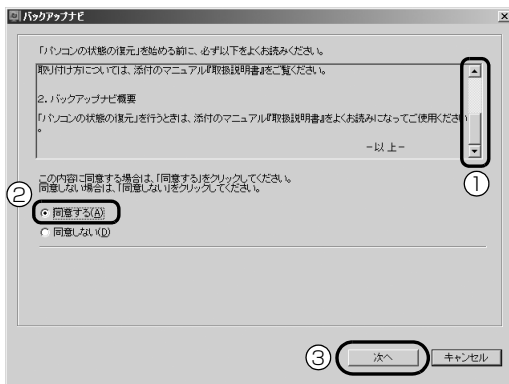 バックアップナビ
「パソコンの状態の復元」を始める前に、必ず以下をよくお読みください。
取り付け方については、添付のマニュアル『取扱説明書』をご覧ください。
2. バックアップナビ概要
「パソコンの状態の復元」を行うときは、添付のマニュアル『取扱説明書』をよくお読みになってご使用ください
。
-以上-
①
この内容に同意する場合は、「同意する」をクリックしてください。
同意しない場合は、「同意しない」をクリックしてください。
②
同意する(A)
同意しない(D)
③
次へ
キャンセル